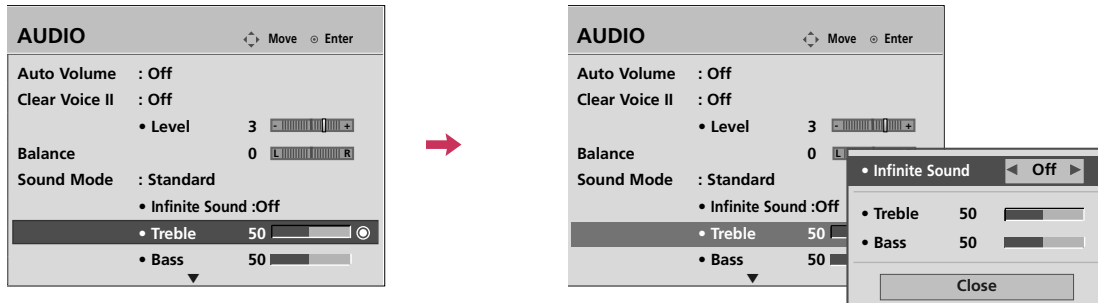 AUDIO Move Enter
Auto Volume : Off
Clear Voice II : Off
• Level 3 - +
Balance 0 L R
Sound Mode : Standard
• Infinite Sound :Off
• Treble 50
• Bass 50
AUDIO Move Enter
Auto Volume : Off
Clear Voice II : Off
• Level 3 - +
Balance 0 L
Sound Mode : Standard
• Infinite Sound :Off
• Treble 50
• Bass 50
• Infinite Sound ◀ Off ▶
• Treble 50
• Bass 50
Close